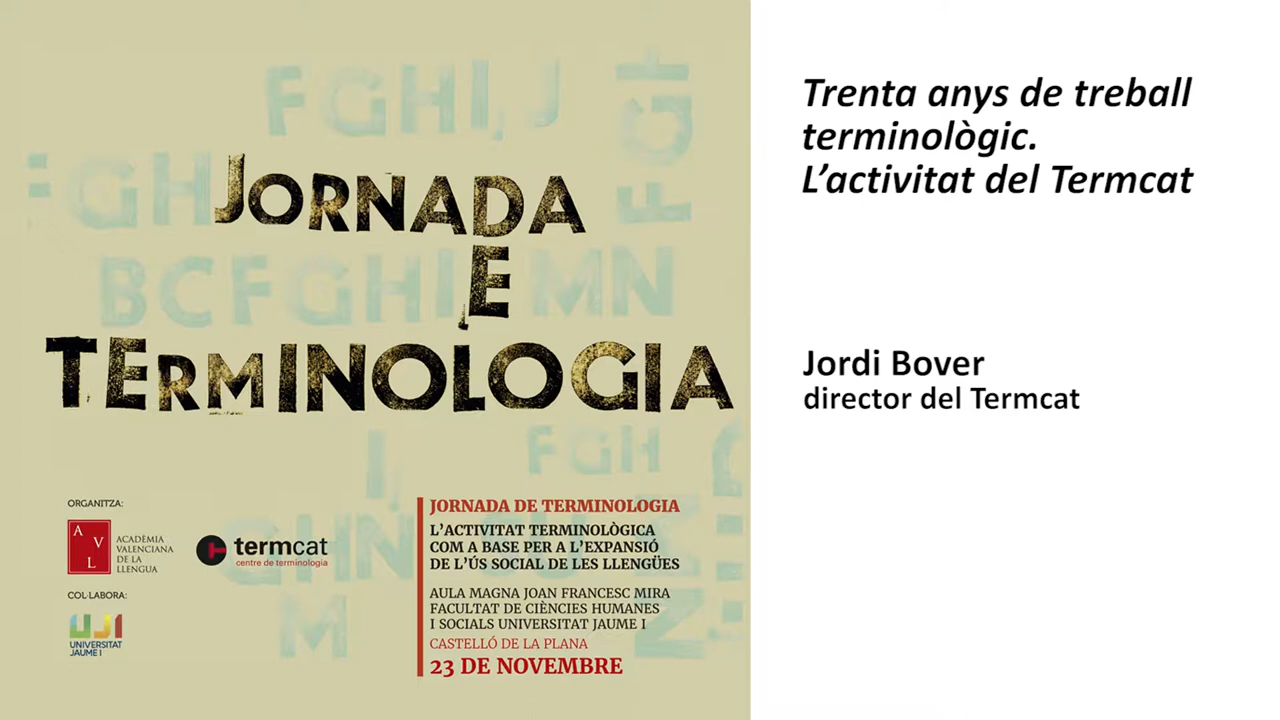 JORNADA
DE
TERMINOLOGIA
ORGANITZA:
AVL
ACADÈMIA
VALENCIANA
DE LA
LLENGUA
termcat
centre de terminologia
COL·LABORA:
UJI
UNIVERSITAT
JAUME I
JORNADA DE TERMINOLOGIA
L'ACTIVITAT TERMINOLÒGICA
COM A BASE PER A L'EXPANSIÓ
DE L'ÚS SOCIAL DE LES LLENGÜES
AULA MAGNA JOAN FRANCESC MIRA
FACULTAT DE CIÈNCIES HUMANES
I SOCIALS UNIVERSITAT JAUME I
CASTELLÓ DE LA PLANA
23 DE NOVEMBRE
Trenta anys de treball
terminològic.
L'activitat del Termcat
Jordi Bover
director del Termcat